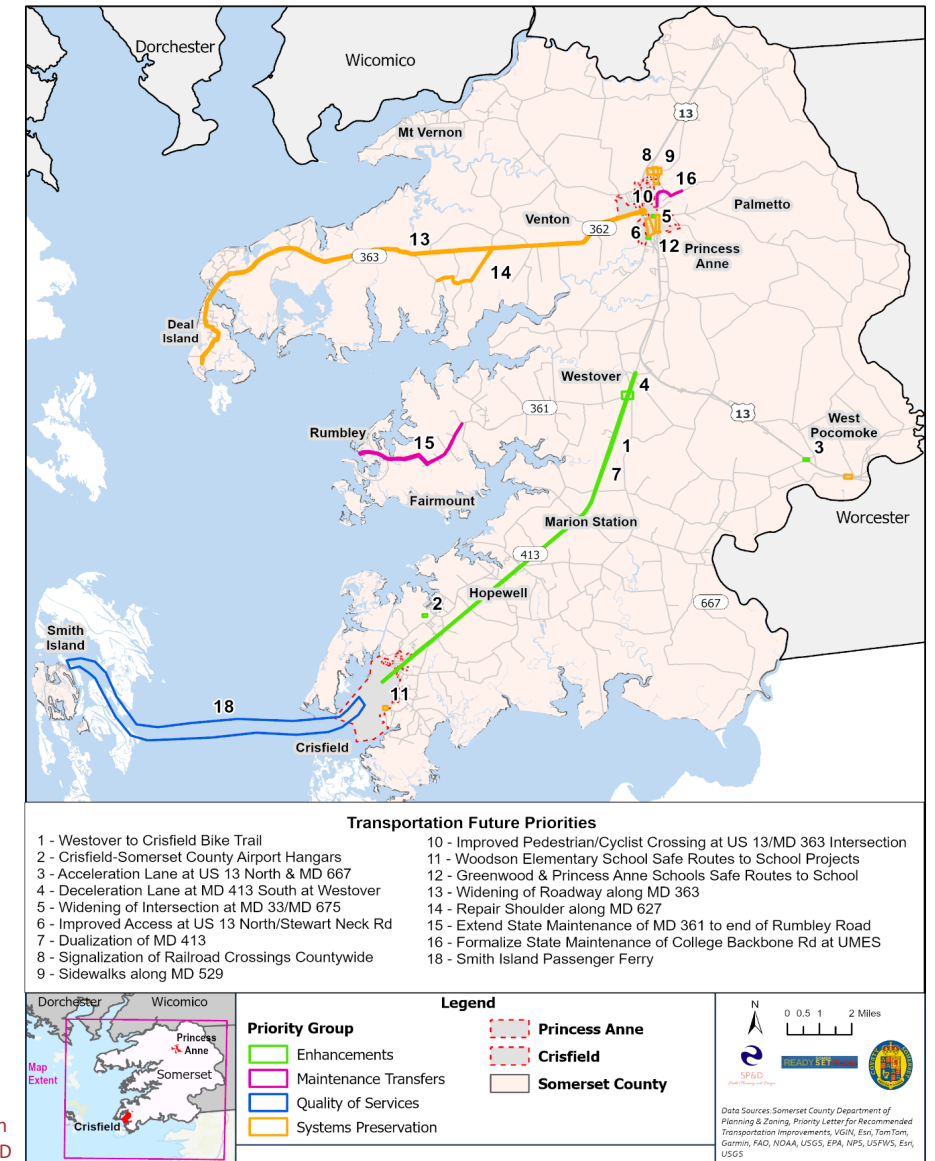 Dorchester
Wicomico
13
Mt Vernon
8 9
16
10
Palmetto
Venton
5
362
6
13
12
Princess
Anne
363
14
Deal
Island
Westover
4
361
13
West
Pocomoke
Rumbley
15
3
1
7
Fairmount
Marion Station
Worcester
413
Hopewell
2
667
Smith
Island
11
18
Crisfield
Transportation Future Priorities
1 - Westover to Crisfield Bike Trail
2 - Crisfield-Somerset County Airport Hangars
3 - Acceleration Lane at US 13 North & MD 667
4 - Deceleration Lane at MD 413 South at Westover
5 - Widening of Intersection at MD 33/MD 675
6 - Improved Access at US 13 North/Stewart Neck Rd
7 - Dualization of MD 413
8 - Signalization of Railroad Crossings Countywide
9 - Sidewalks along MD 529
10 - Improved Pedestrian/Cyclist Crossing at US 13/MD 363 Intersection
11 - Woodson Elementary School Safe Routes to School Projects
12 - Greenwood & Princess Anne Schools Safe Routes to School
13 - Widening of Roadway along MD 363
14 - Repair Shoulder along MD 627
15 - Extend State Maintenance of MD 361 to end of Rumbley Road
16 - Formalize State Maintenance of College Backbone Rd at UMES
18 - Smith Island Passenger Ferry
Dorchester
Wicomico
Princess
Anne
Map
Extent
Somerset
Crisfield
Legend
Priority Group
Enhancements
Maintenance Transfers
Quality of Services
Systems Preservation
Princess Anne
Crisfield
Somerset County
N
0 0.5 1 2 Miles
SP&D
READY SET
Data Sources: Somerset County Department of
Planning & Zoning, Priority Letter for Recommended
Transportation Improvements, VGIN, Esri, TomTom,
Garmin, FAO, NOAA, USGS, EPA, NPS, USFWS, Esri,
USGS
D